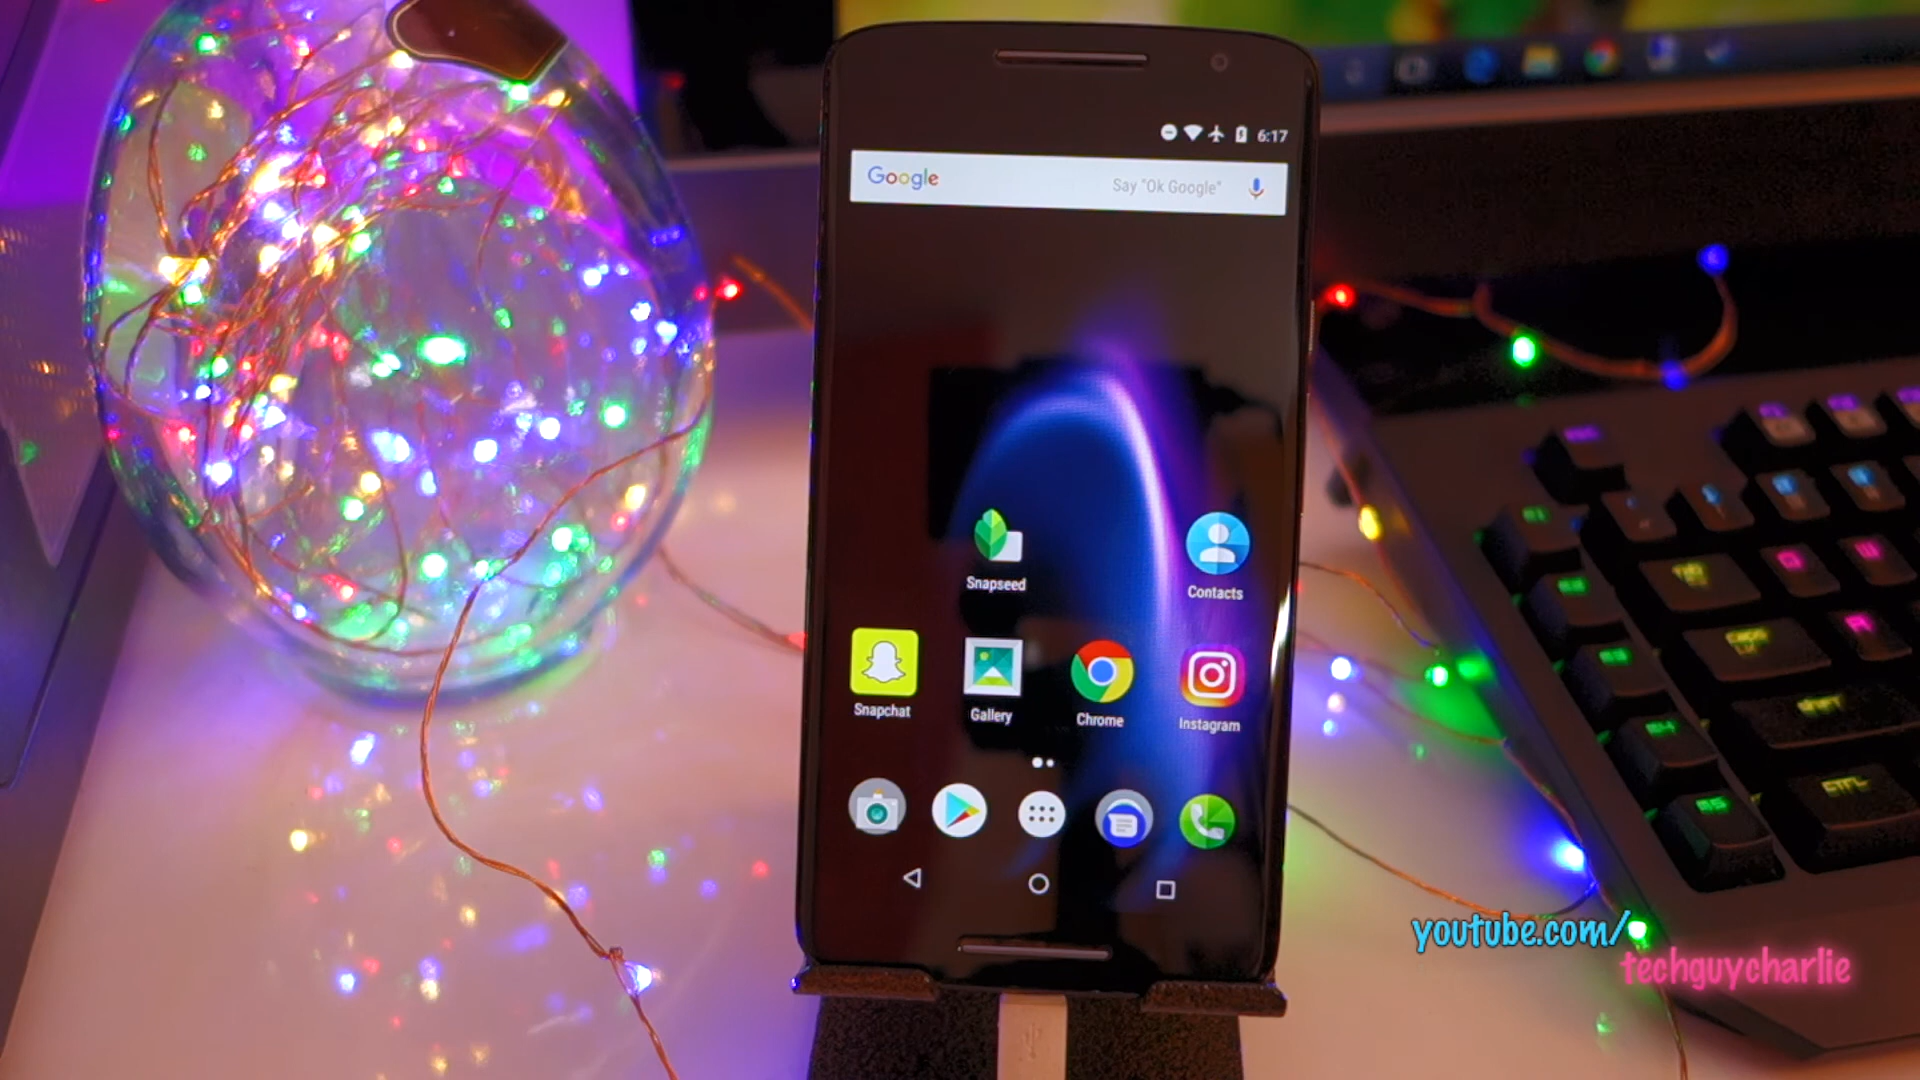 6:17
Google Say "Ok Google"
Snapseed
Contacts
Snapchat
Gallery
Chrome
Instagram
youtube.com/
techguycharlie